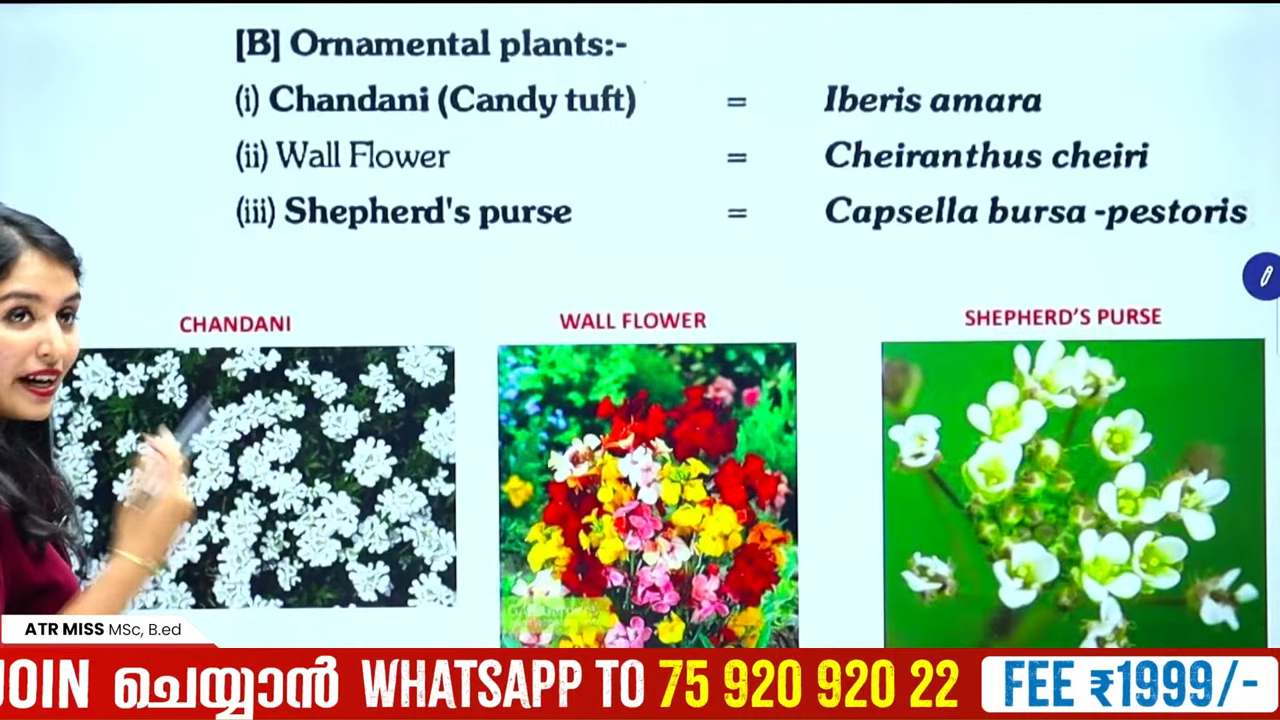 [B] Ornamental plants:-
(i) Chandani (Candy tuft) = Iberis amara
(ii) Wall Flower = Cheiranthus cheiri
(iii) Shepherd's purse = Capsella bursa -pestoris
CHANDANI WALL FLOWER SHEPHERD'S PURSE
ATR MISS MSc, B.ed
JOIN ചെയ്യാൻ WHATSAPP TO 75 920 920 22 FEE ₹1999/-